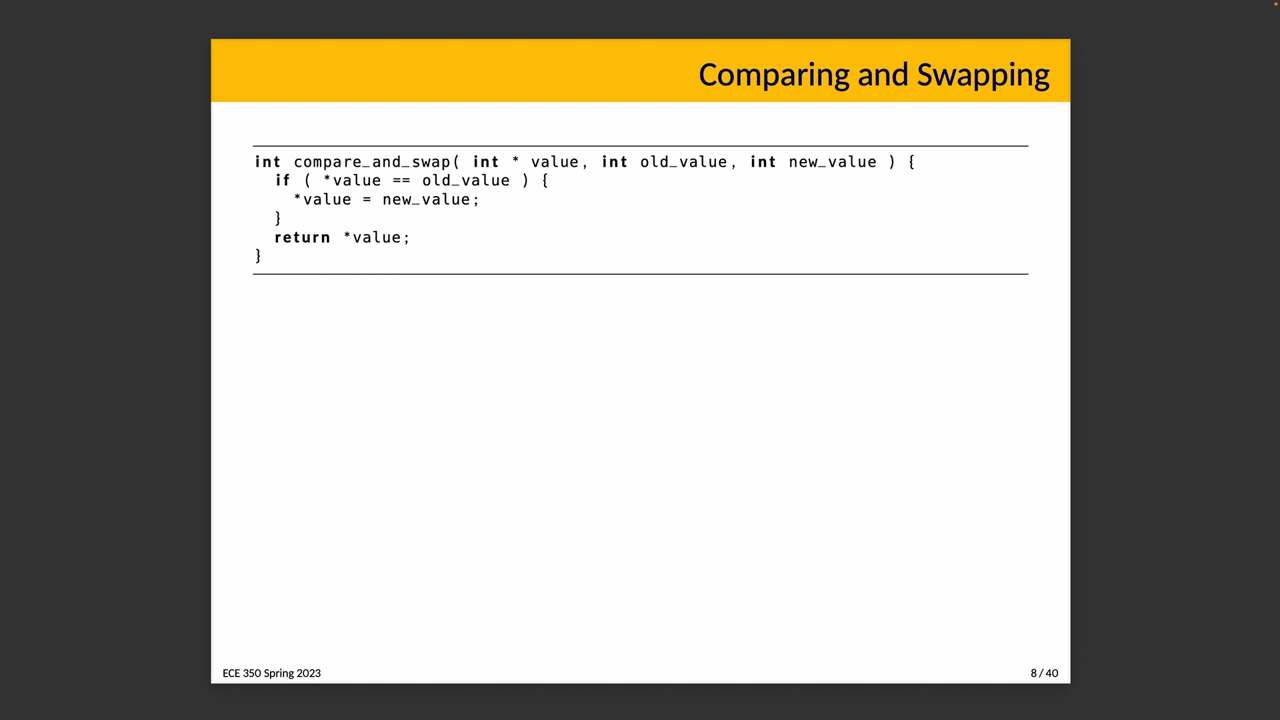 Comparing and Swapping
int compare_and_swap( int * value, int old_value, int new_value ) {
  if ( *value == old_value ) {
    *value = new_value;
  }
  return *value;
}
ECE 350 Spring 2023
8 / 40